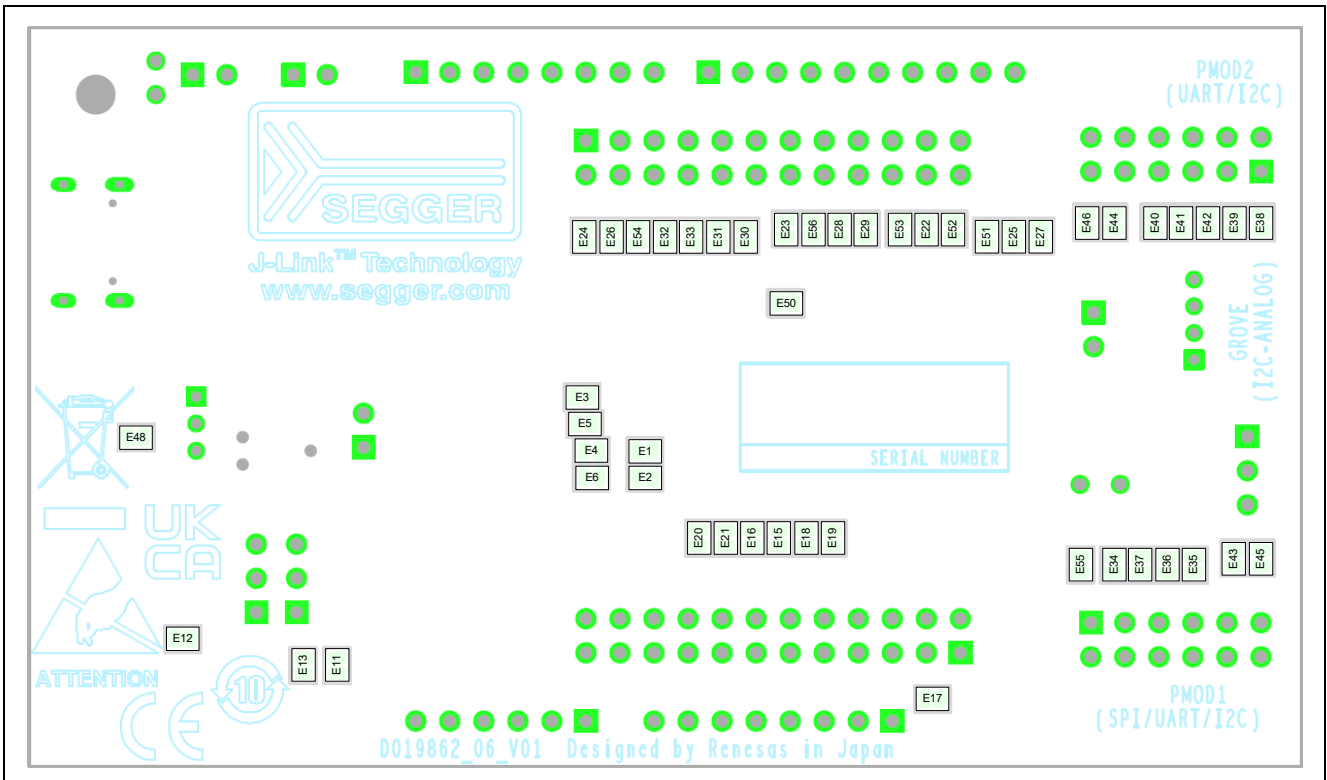 PMOD2
(UART/I2C)
SEGGER
J-Link™ Technology
www.segger.com
E24 E26 E54 E32 E33 E31 E30 E23 E56 E28 E29 E53 E22 E52 E51 E25 E27 E46 E44 E40 E41 E42 E39 E38
E50
GROVE
(I2C-ANALOG)
E3
E5
E4 E1
E6 E2
E48
SERIAL NUMBER
UK
CA
E20 E21 E16 E15 E18 E19
E55 E34 E37 E36 E35 E43 E45
E12
E13 E11
ATTENTION
10
CE
E17
PMOD1
(SPI/UART/I2C)
D019862_06_V01 Designed by Renesas in Japan